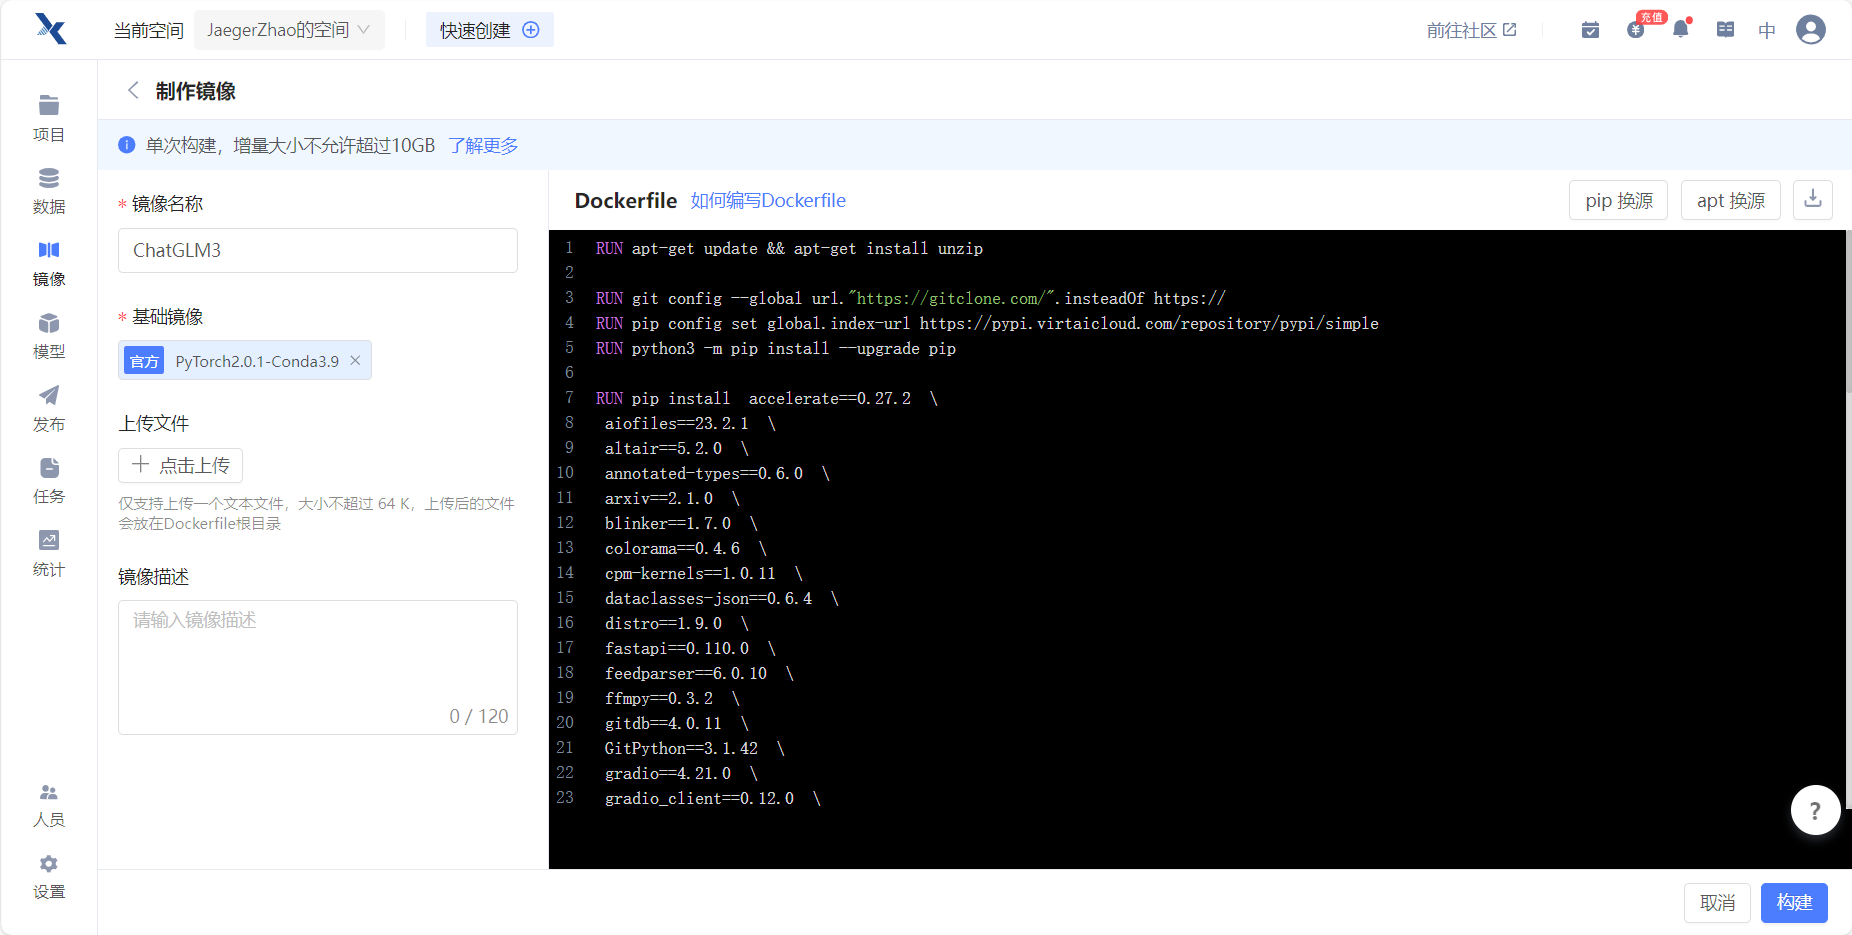 当前空间 JaegerZhao的空间 快速创建 前往社区 充值 ¥ 中
项目
数据
镜像
模型
发布
任务
统计
人员
设置
制作镜像
单次构建，增量大小不允许超过10GB 了解更多
* 镜像名称
ChatGLM3
* 基础镜像
官方 PyTorch2.0.1-Conda3.9 ×
上传文件
点击上传
仅支持上传一个文本文件，大小不超过 64 K，上传后的文件
会放在Dockerfile根目录
镜像描述
请输入镜像描述
0 / 120
Dockerfile 如何编写Dockerfile pip 换源 apt 换源
1 RUN apt-get update && apt-get install unzip
2
3 RUN git config --global url."https://gitclone.com/".insteadOf https://
4 RUN pip config set global.index-url https://pypi.virtaicloud.com/repository/pypi/simple
5 RUN python3 -m pip install --upgrade pip
6
7 RUN pip install  accelerate==0.27.2  \
8 aiofiles==23.2.1  \
9 altair==5.2.0  \
10 annotated-types==0.6.0  \
11 arxiv==2.1.0  \
12 blinker==1.7.0  \
13 colorama==0.4.6  \
14 cpm-kernels==1.0.11  \
15 dataclasses-json==0.6.4  \
16 distro==1.9.0  \
17 fastapi==0.110.0  \
18 feedparser==6.0.10  \
19 ffmpy==0.3.2  \
20 gitdb==4.0.11  \
21 GitPython==3.1.42  \
22 gradio==4.21.0  \
23 gradio_client==0.12.0  \
?
取消 构建